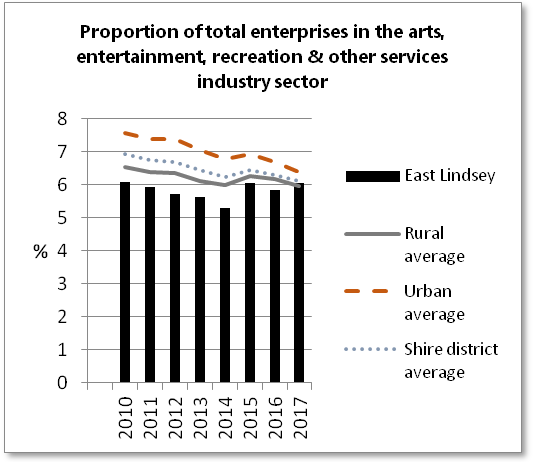 Proportion of total enterprises in the arts,
entertainment, recreation & other services
industry sector
8
7
6
5
% 4
3
2
1
0
2010 2011 2012 2013 2014 2015 2016 2017
East Lindsey
Rural
average
Urban
average
Shire district
average